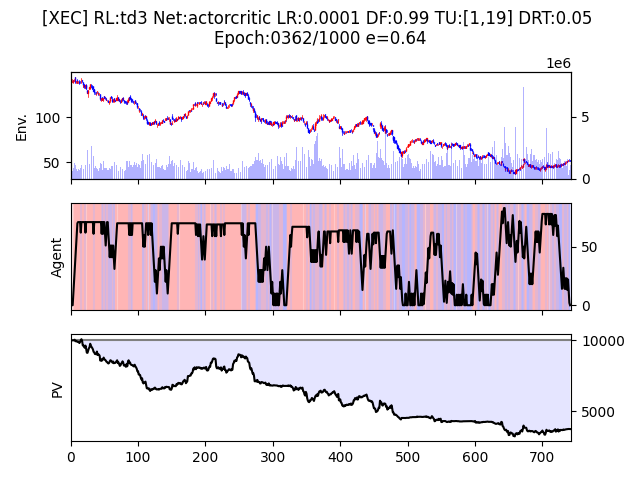 [XEC] RL:td3 Net:actorcritic LR:0.0001 DF:0.99 TU:[1,19] DRT:0.05
Epoch:0362/1000 e=0.64
1e6
Env.
100
50
5
0
Agent
50
0
PV
10000
5000
0 100 200 300 400 500 600 700